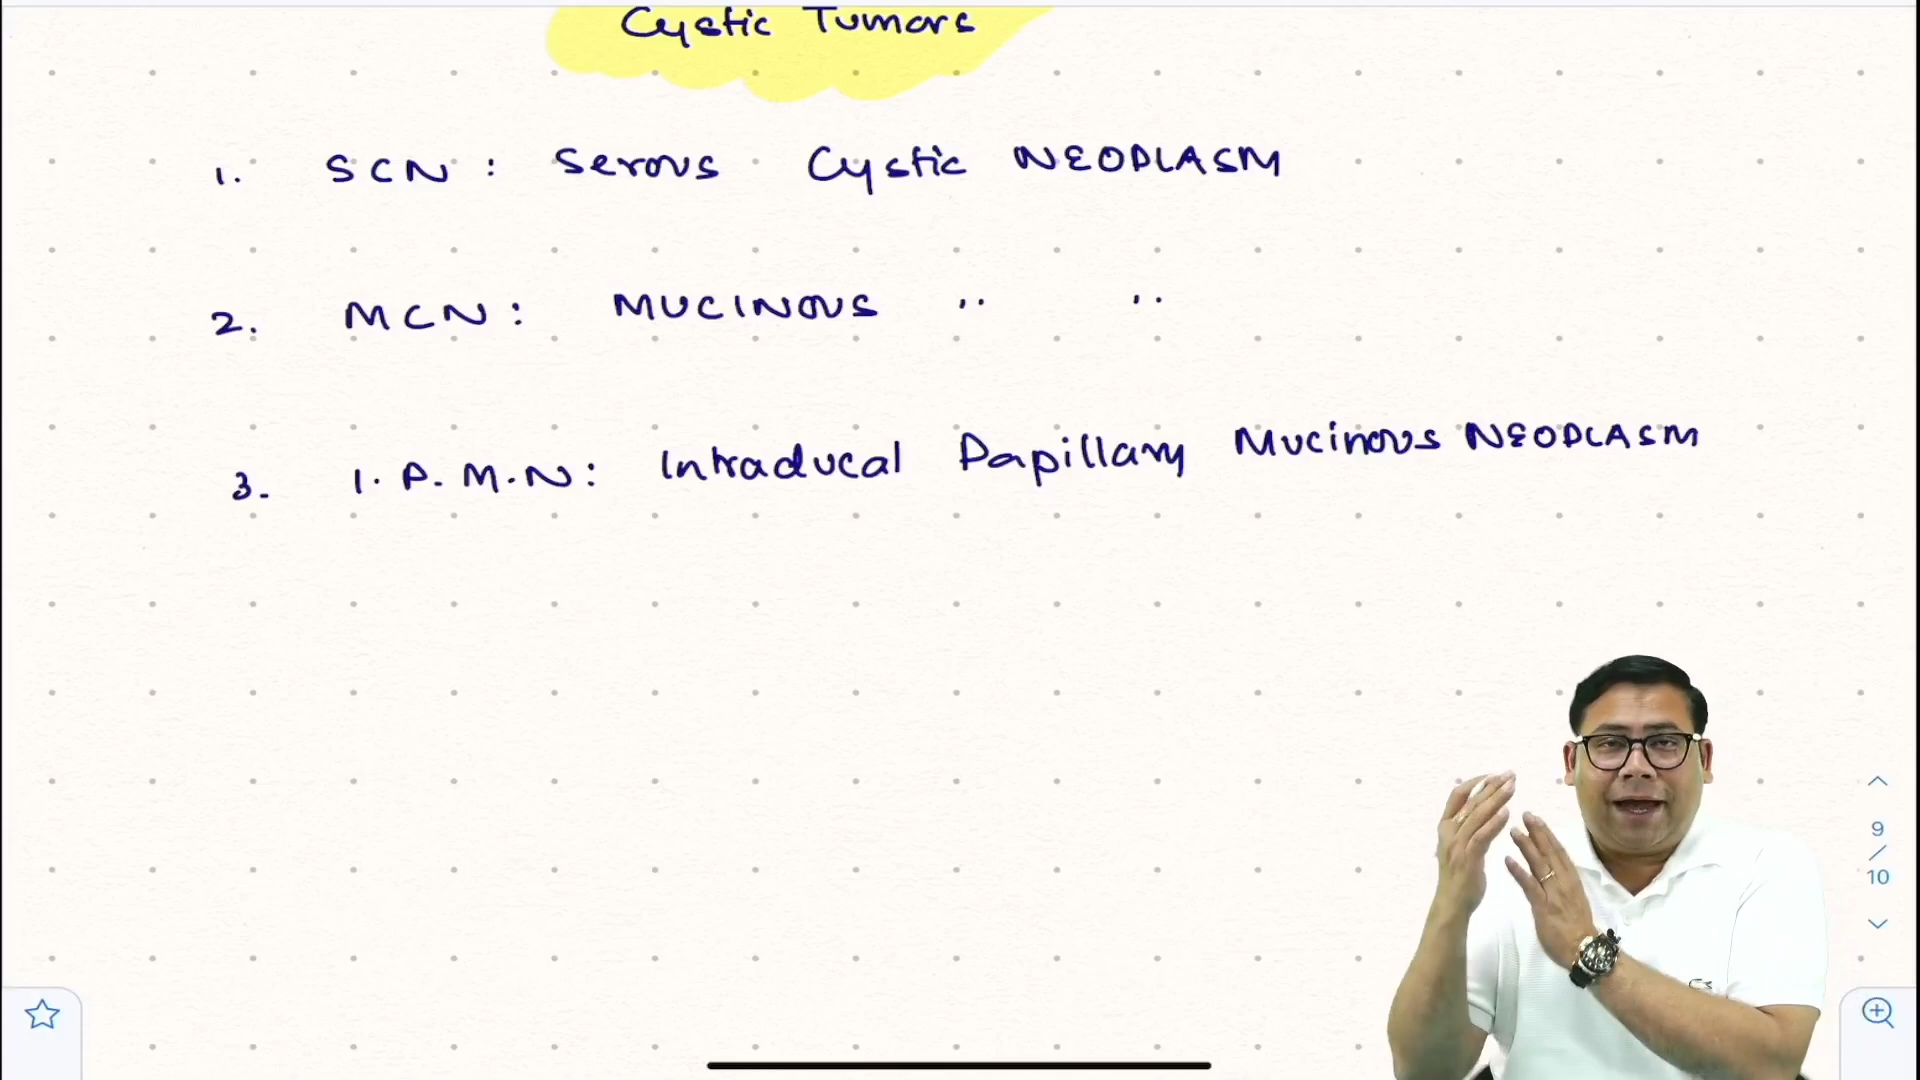 Cystic Tumors
1. SCN : Serous Cystic NEOPLASM
2. MCN : MUCINOUS " "
3. I.P.M.N : Intraducal Papillary Mucinous NEOPLASM
9
/
10